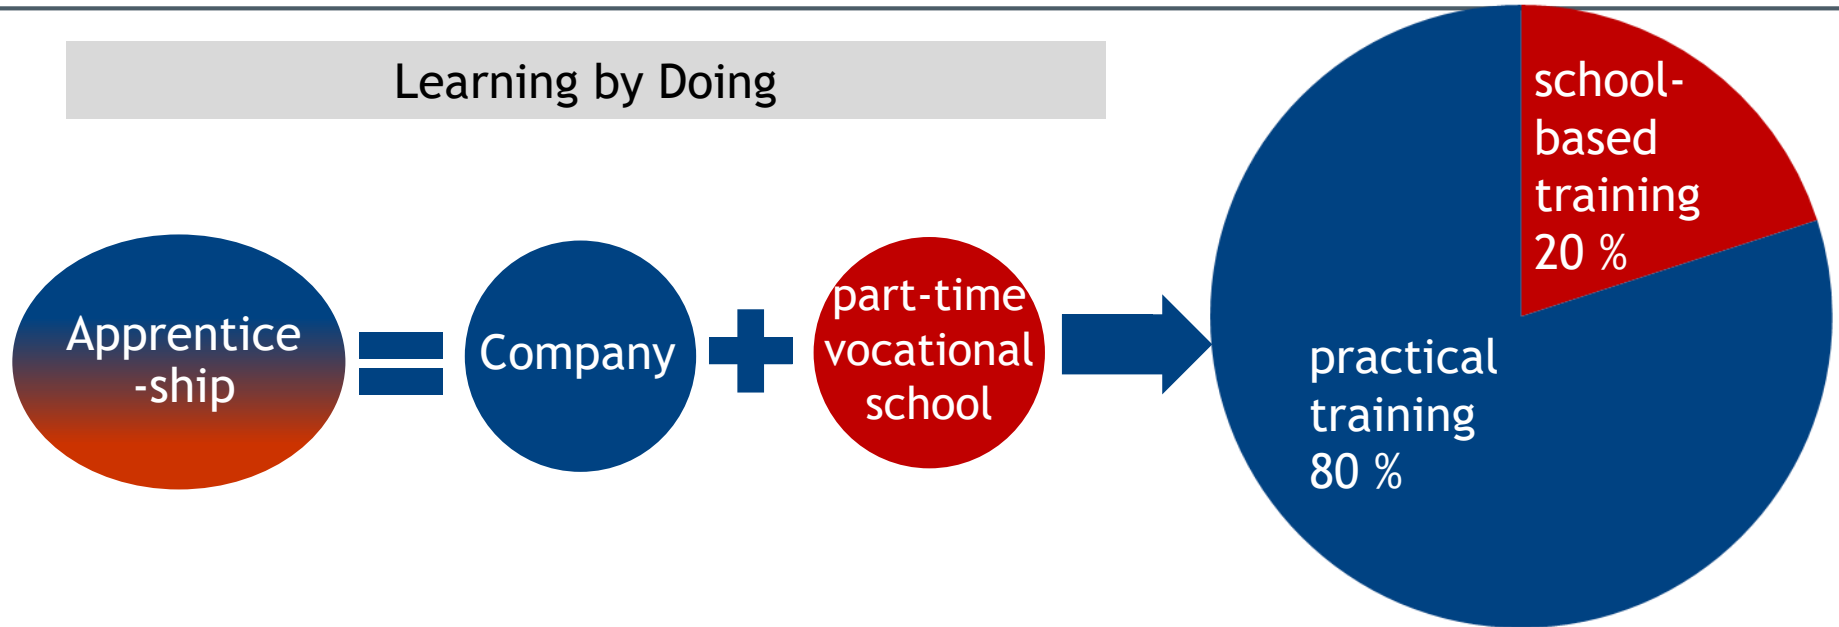 Learning by Doing
Apprentice
-ship
Company
part-time
vocational
school
school-
based
training
20 %
practical
training
80 %